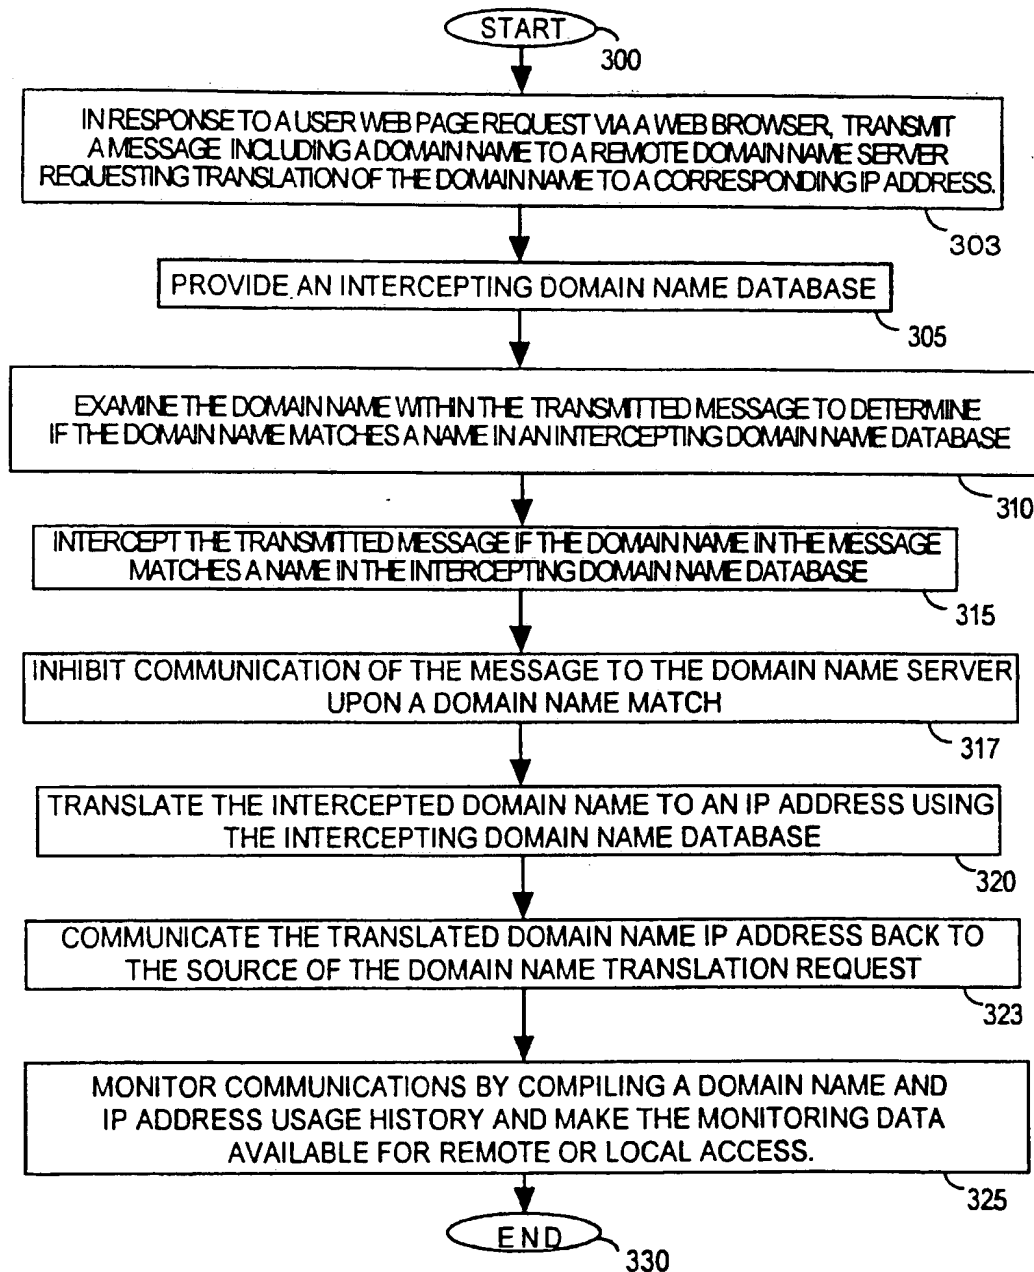 START
300
IN RESPONSE TO A USER WEB PAGE REQUEST VIA A WEB BROWSER, TRANSMIT
A MESSAGE INCLUDING A DOMAIN NAME TO A REMOTE DOMAIN NAME SERVER
REQUESTING TRANSLATION OF THE DOMAIN NAME TO A CORRESPONDING IP ADDRESS.
303
PROVIDE AN INTERCEPTING DOMAIN NAME DATABASE
305
EXAMINE THE DOMAIN NAME WITHIN THE TRANSMITTED MESSAGE TO DETERMINE
IF THE DOMAIN NAME MATCHES A NAME IN AN INTERCEPTING DOMAIN NAME DATABASE
310
INTERCEPT THE TRANSMITTED MESSAGE IF THE DOMAIN NAME IN THE MESSAGE
MATCHES A NAME IN THE INTERCEPTING DOMAIN NAME DATABASE
315
INHIBIT COMMUNICATION OF THE MESSAGE TO THE DOMAIN NAME SERVER
UPON A DOMAIN NAME MATCH
317
TRANSLATE THE INTERCEPTED DOMAIN NAME TO AN IP ADDRESS USING
THE INTERCEPTING DOMAIN NAME DATABASE
320
COMMUNICATE THE TRANSLATED DOMAIN NAME IP ADDRESS BACK TO
THE SOURCE OF THE DOMAIN NAME TRANSLATION REQUEST
323
MONITOR COMMUNICATIONS BY COMPILING A DOMAIN NAME AND
IP ADDRESS USAGE HISTORY AND MAKE THE MONITORING DATA
AVAILABLE FOR REMOTE OR LOCAL ACCESS.
325
END
330